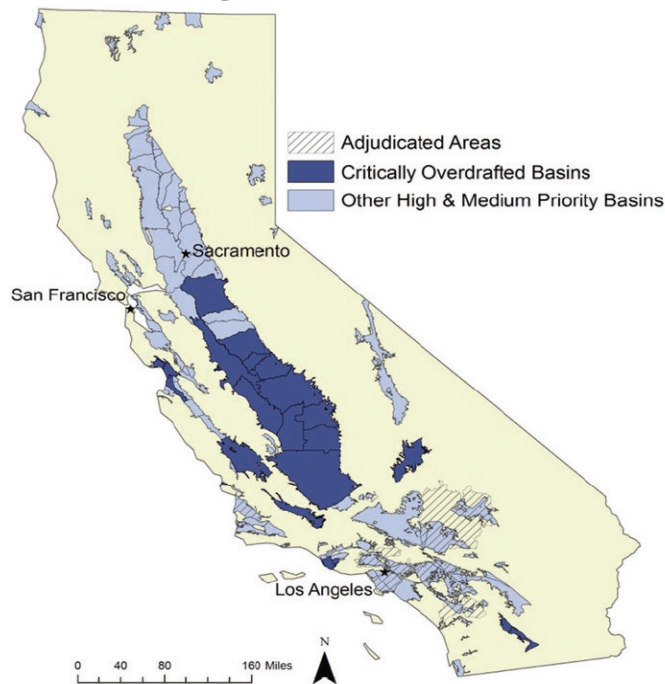 Adjudicated Areas
Critically Overdrafted Basins
Other High & Medium Priority Basins
Sacramento
San Francisco
Los Angeles
N
0 40 80 160 Miles